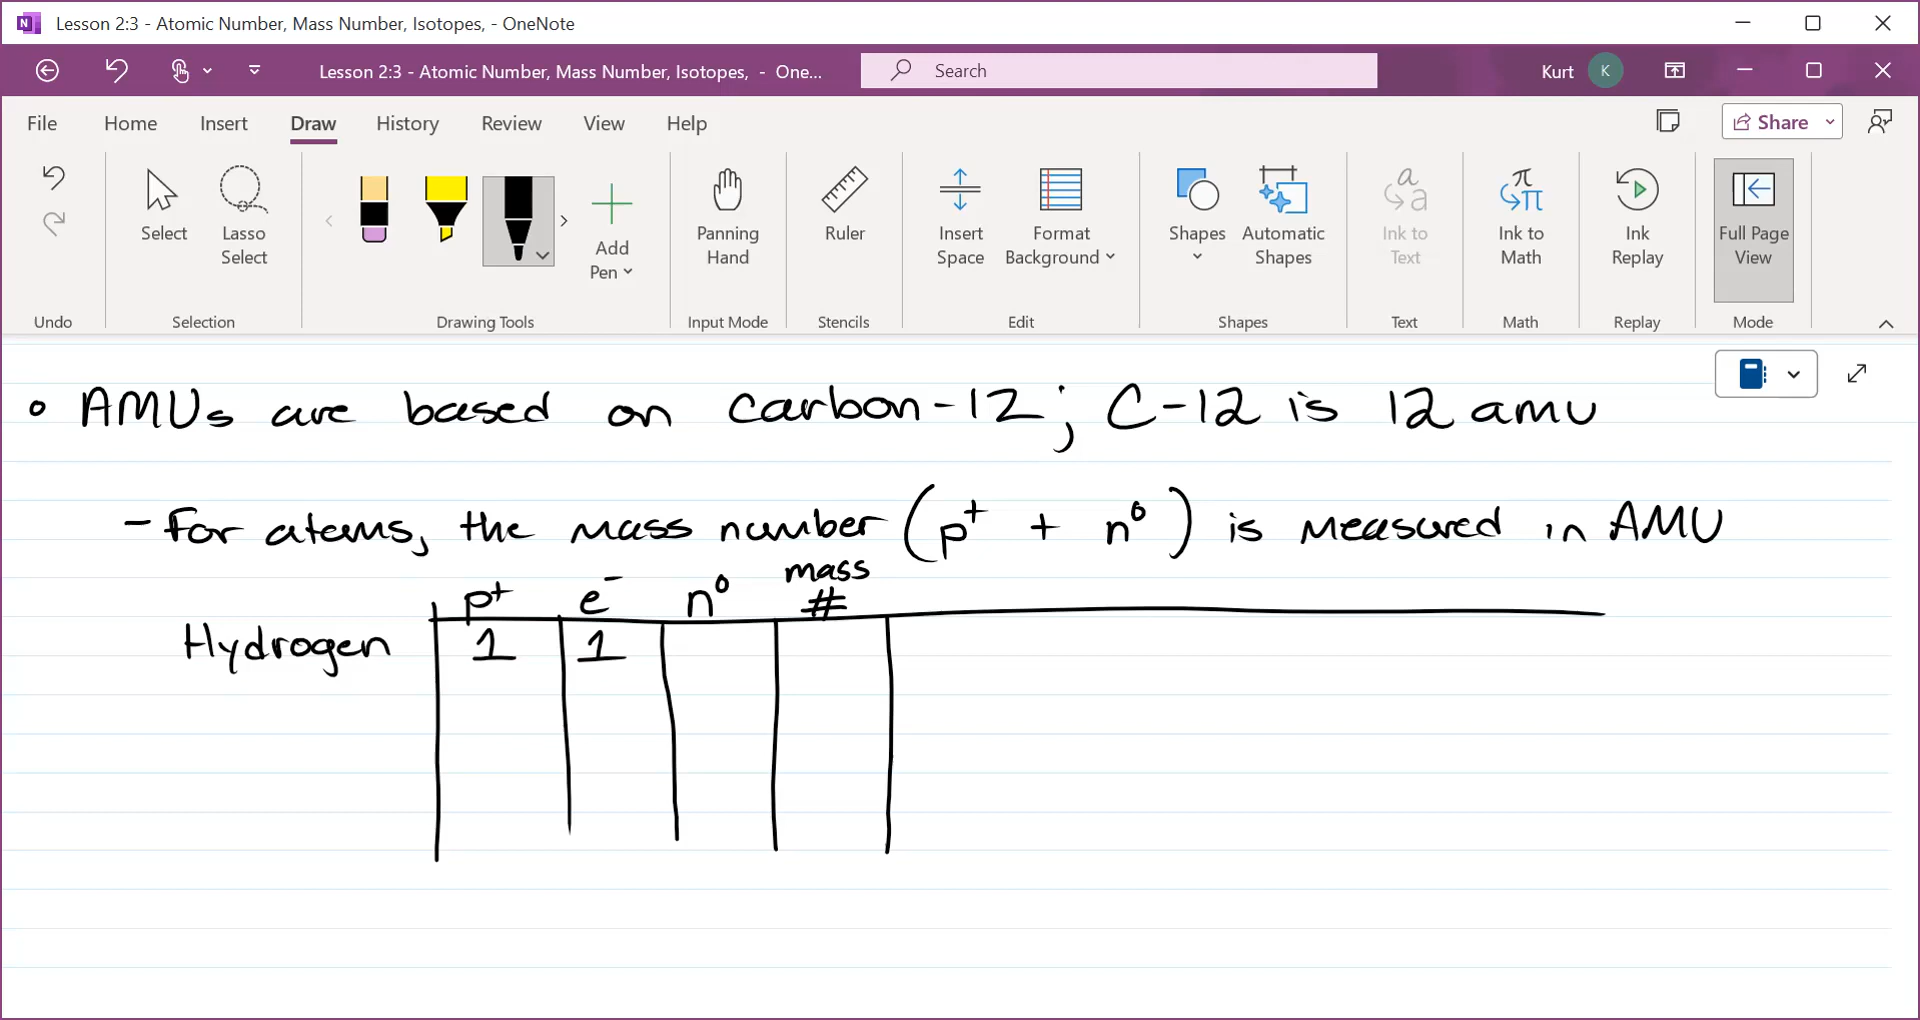 Lesson 2:3 - Atomic Number, Mass Number, Isotopes, - OneNote
Lesson 2:3 - Atomic Number, Mass Number, Isotopes, - One...
Search
Kurt K
File Home Insert Draw History Review View Help
Share
Select
Lasso Select
Add Pen
Panning Hand
Ruler
Insert Space
Format Background
Shapes
Automatic Shapes
Ink to Text
Ink to Math
Ink Replay
Full Page View
Undo Selection Drawing Tools Input Mode Stencils Edit Shapes Text Math Replay Mode
AMUs are based on carbon-12; C-12 is 12 amu
- For atoms, the mass number (p⁺ + n⁰) is measured in AMU
p⁺ e⁻ n⁰ mass #
Hydrogen 1 1